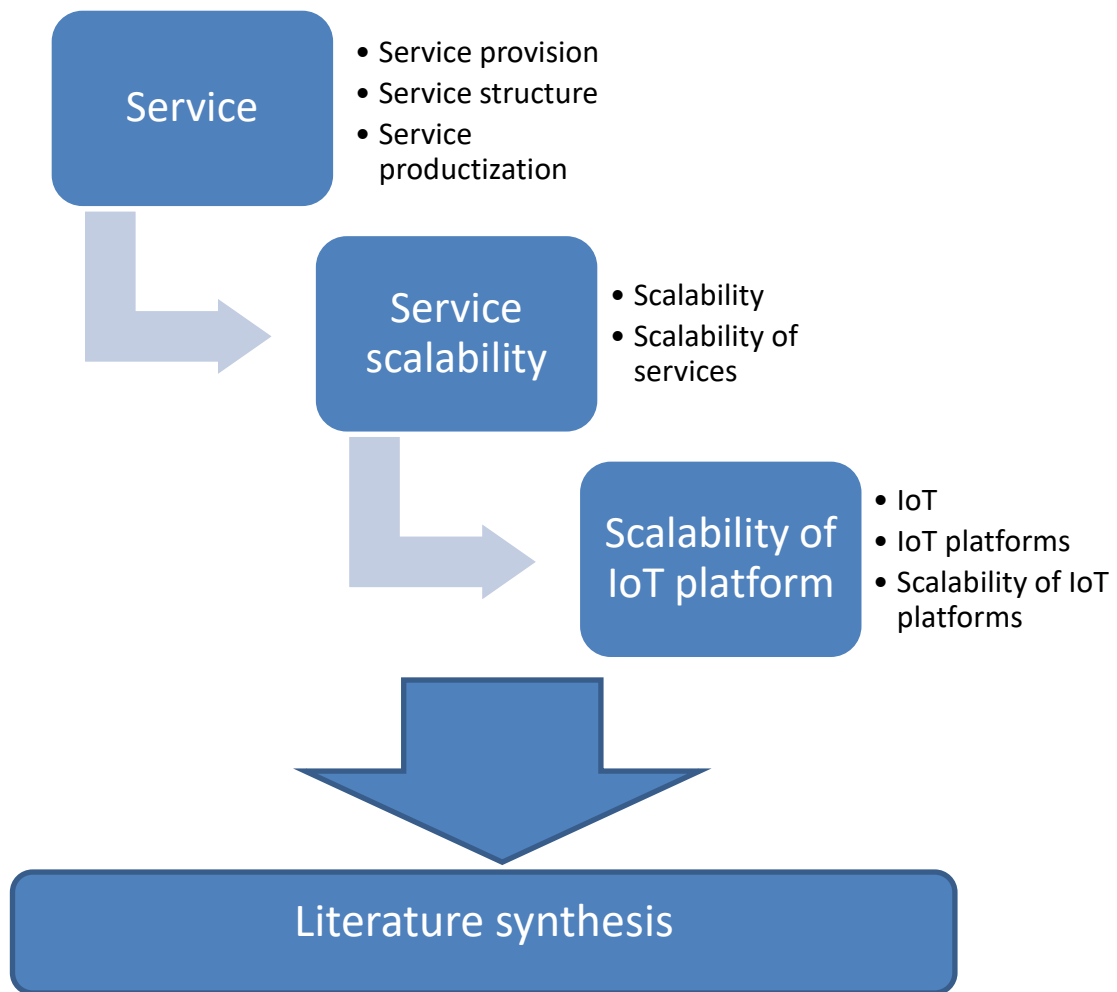 Service
• Service provision
• Service structure
• Service
productization
Service
scalability
• Scalability
• Scalability of
services
Scalability of
IoT platform
• IoT
• IoT platforms
• Scalability of IoT
platforms
Literature synthesis